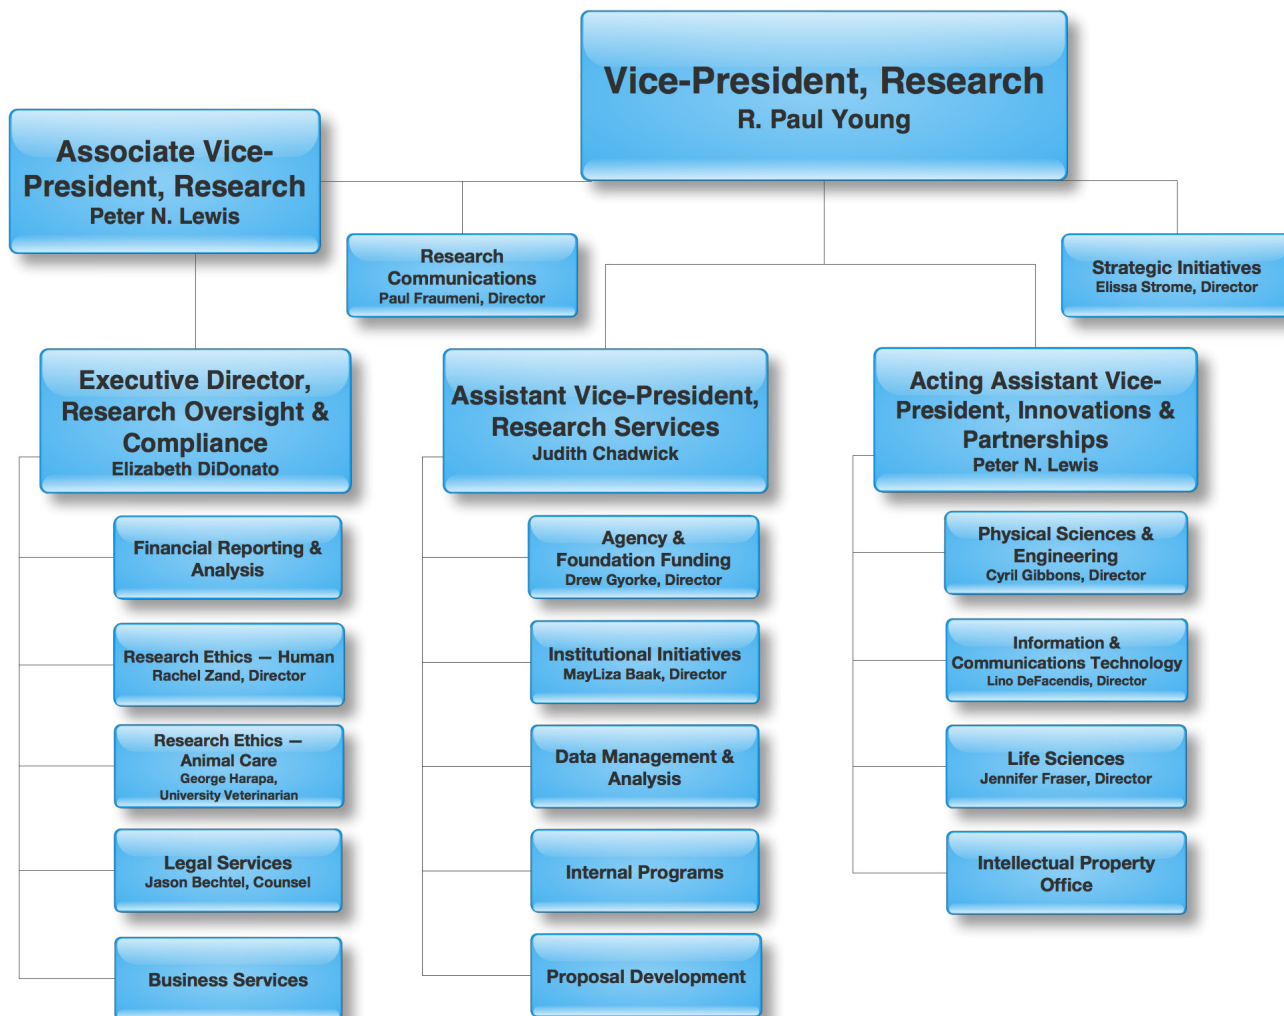 Vice-President, Research
R. Paul Young
Associate Vice-
President, Research
Peter N. Lewis
Research
Communications
Paul Fraumeni, Director
Strategic Initiatives
Elissa Strome, Director
Executive Director,
Research Oversight &
Compliance
Elizabeth DiDonato
Financial Reporting &
Analysis
Research Ethics — Human
Rachel Zand, Director
Research Ethics —
Animal Care
George Harapa,
University Veterinarian
Legal Services
Jason Bechtel, Counsel
Business Services
Assistant Vice-President,
Research Services
Judith Chadwick
Agency &
Foundation Funding
Drew Gyorke, Director
Institutional Initiatives
MayLiza Baak, Director
Data Management &
Analysis
Internal Programs
Proposal Development
Acting Assistant Vice-
President, Innovations &
Partnerships
Peter N. Lewis
Physical Sciences &
Engineering
Cyril Gibbons, Director
Information &
Communications Technology
Lino DeFacendis, Director
Life Sciences
Jennifer Fraser, Director
Intellectual Property
Office